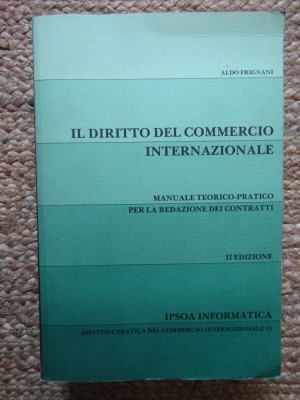 ALDO FRIGNANI
IL DIRITTO DEL COMMERCIO
INTERNAZIONALE
MANUALE TEORICO-PRATICO
PER LA REDAZIONE DEI CONTRATTI
II EDIZIONE
IPSOA INFORMATICA
DIRITTO E PRATICA DEL COMMERCIO INTERNAZIONALE